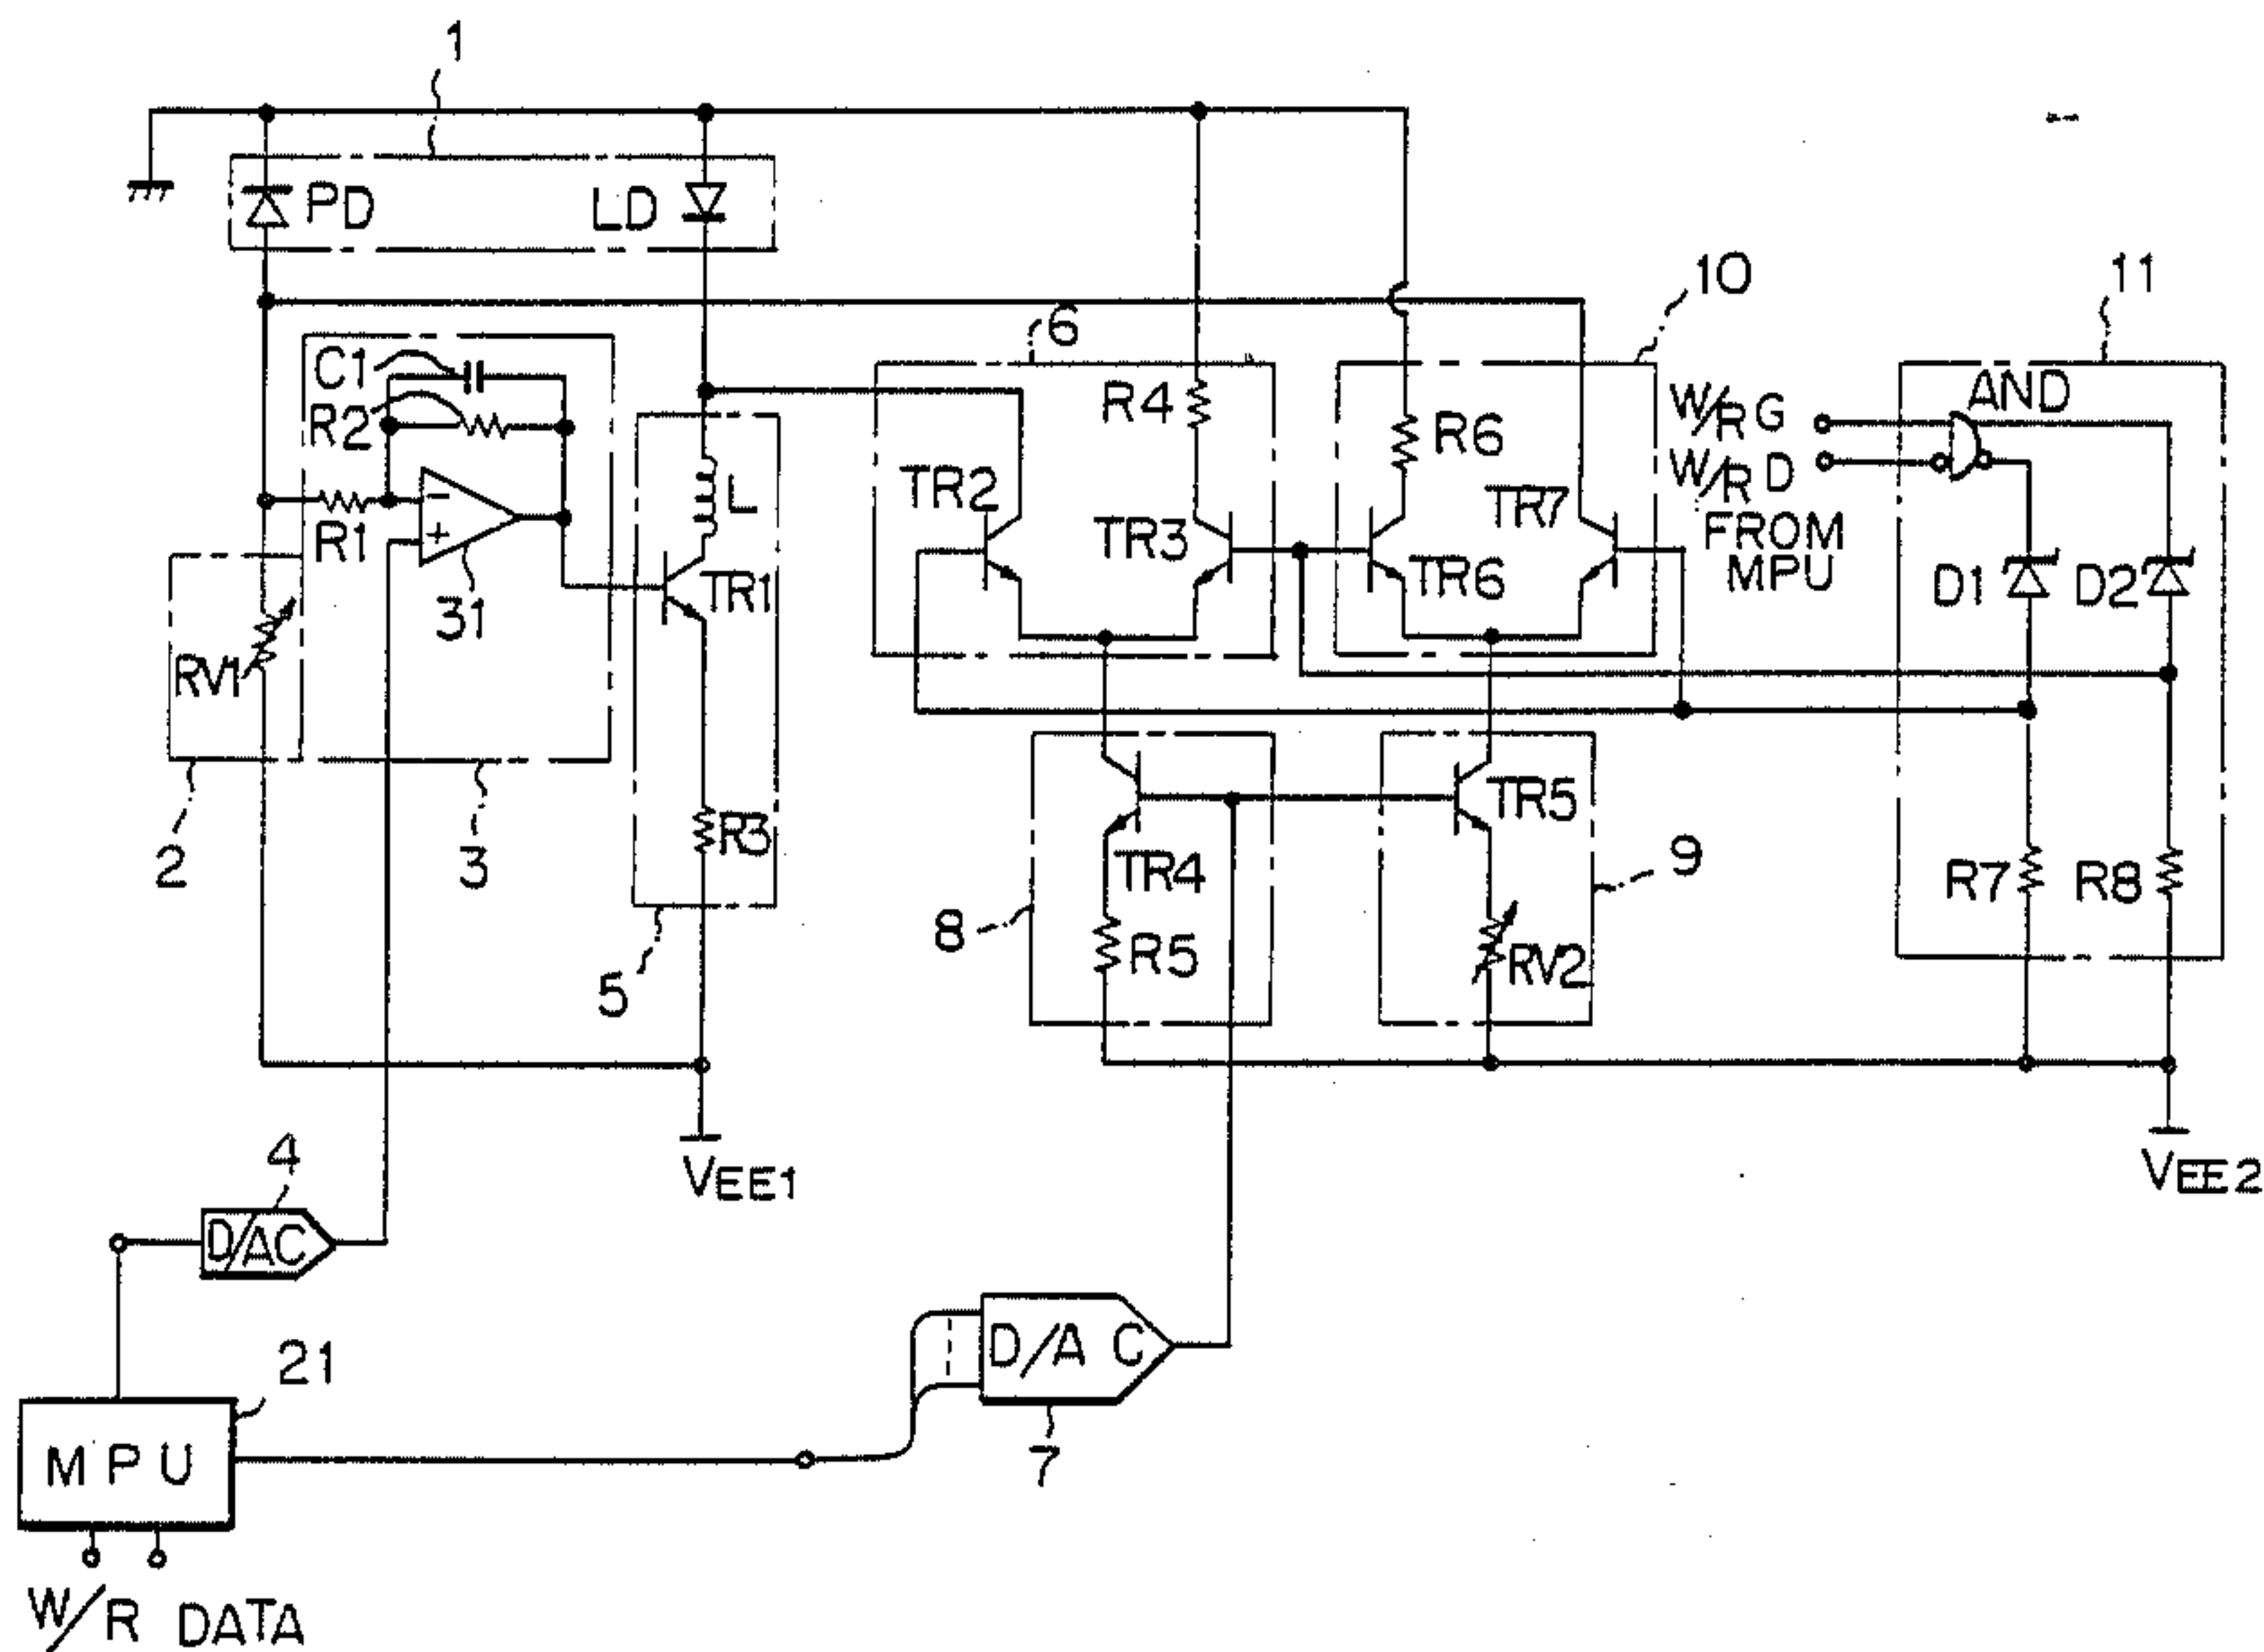 1
PD
LD
10
11
6
C1
AND
W/RG
R4
R2
R6
W/RD
TR2
L
TR7
FROM
R1
TR3
MPU
TR1
TR6
D1
D2
31
RV1
TR5
R3
2
3
TR4
9
R7
R8
8
R5
RV2
5
VEE1
VEE2
4
D/AC
D/A C
21
MPU
7
W/R DATA